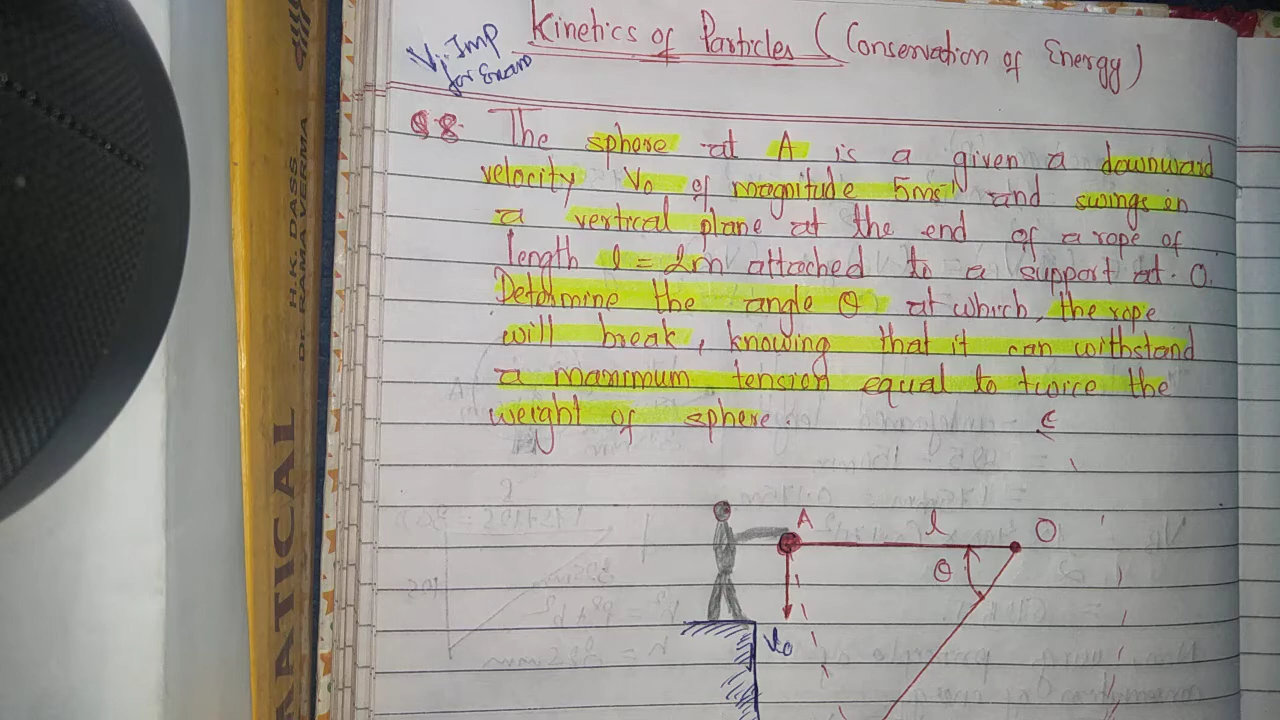 Kinetics of Particles (Conservation of Energy)
V. Imp
for Exam
Q8. The sphere at A is a given a downward
velocity V0 of magnitude 5ms-1 and swings in
a vertical plane at the end of a rope of
length l = 2m attached to a support at O.
Determine the angle θ at which, the rope
will break, knowing that it can withstand
a maximum tension equal to twice the
weight of sphere.
A l O
θ
V0
H.K. DASS
Dr. RAMA VERMA